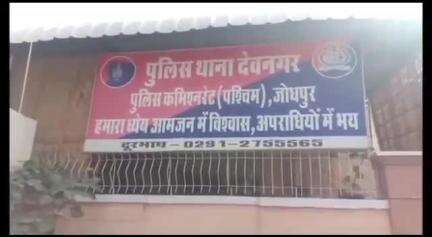 पुलिस थाना देवनगर
पुलिस कमिश्नरेट (पश्चिम), जोधपुर
हमारा ध्येय आमजन में विश्वास, अपराधियों में भय
दूरभाष - 0291-2755565